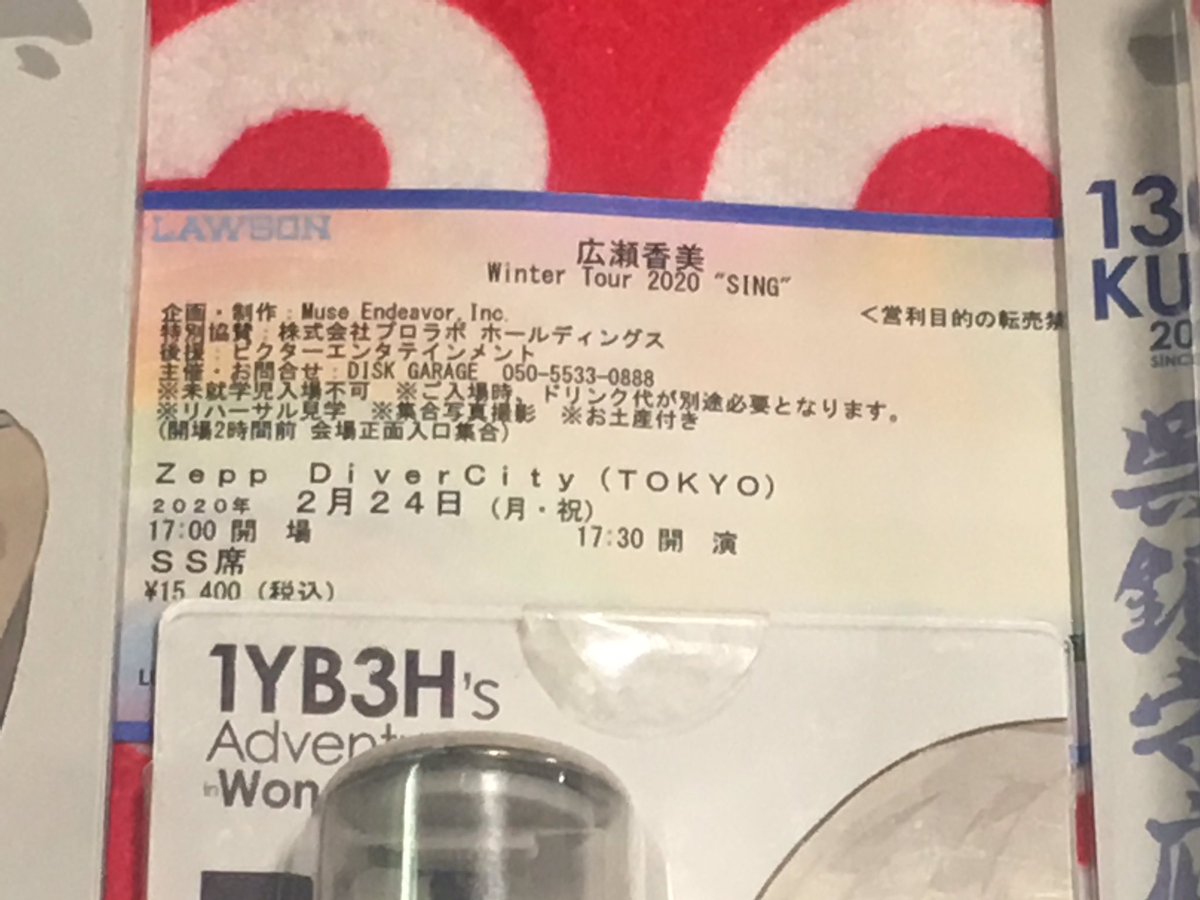 LAWSON
広瀬香美
Winter Tour 2020 "SING"
企画・制作：Muse Endeavor Inc.
<営利目的の転売禁
特別協賛：株式会社プロラボ ホールディングス
後援：ビクターエンタテインメント
主催・お問合せ：DISK GARAGE 050-5533-0888
※未就学児入場不可 ※ご入場時、ドリンク代が別途必要となります。
※リハーサル見学 ※集合写真撮影 ※お土産付き
(開場2時間前 会場正面入口集合)
Zepp DiverCity(TOKYO)
2020年 2月24日 (月・祝)
17:00 開 場 17:30 開 演
SS席
¥15,400 (税込)
1YB3H's
Advent
in Won
13
KU
20
SINC
呉